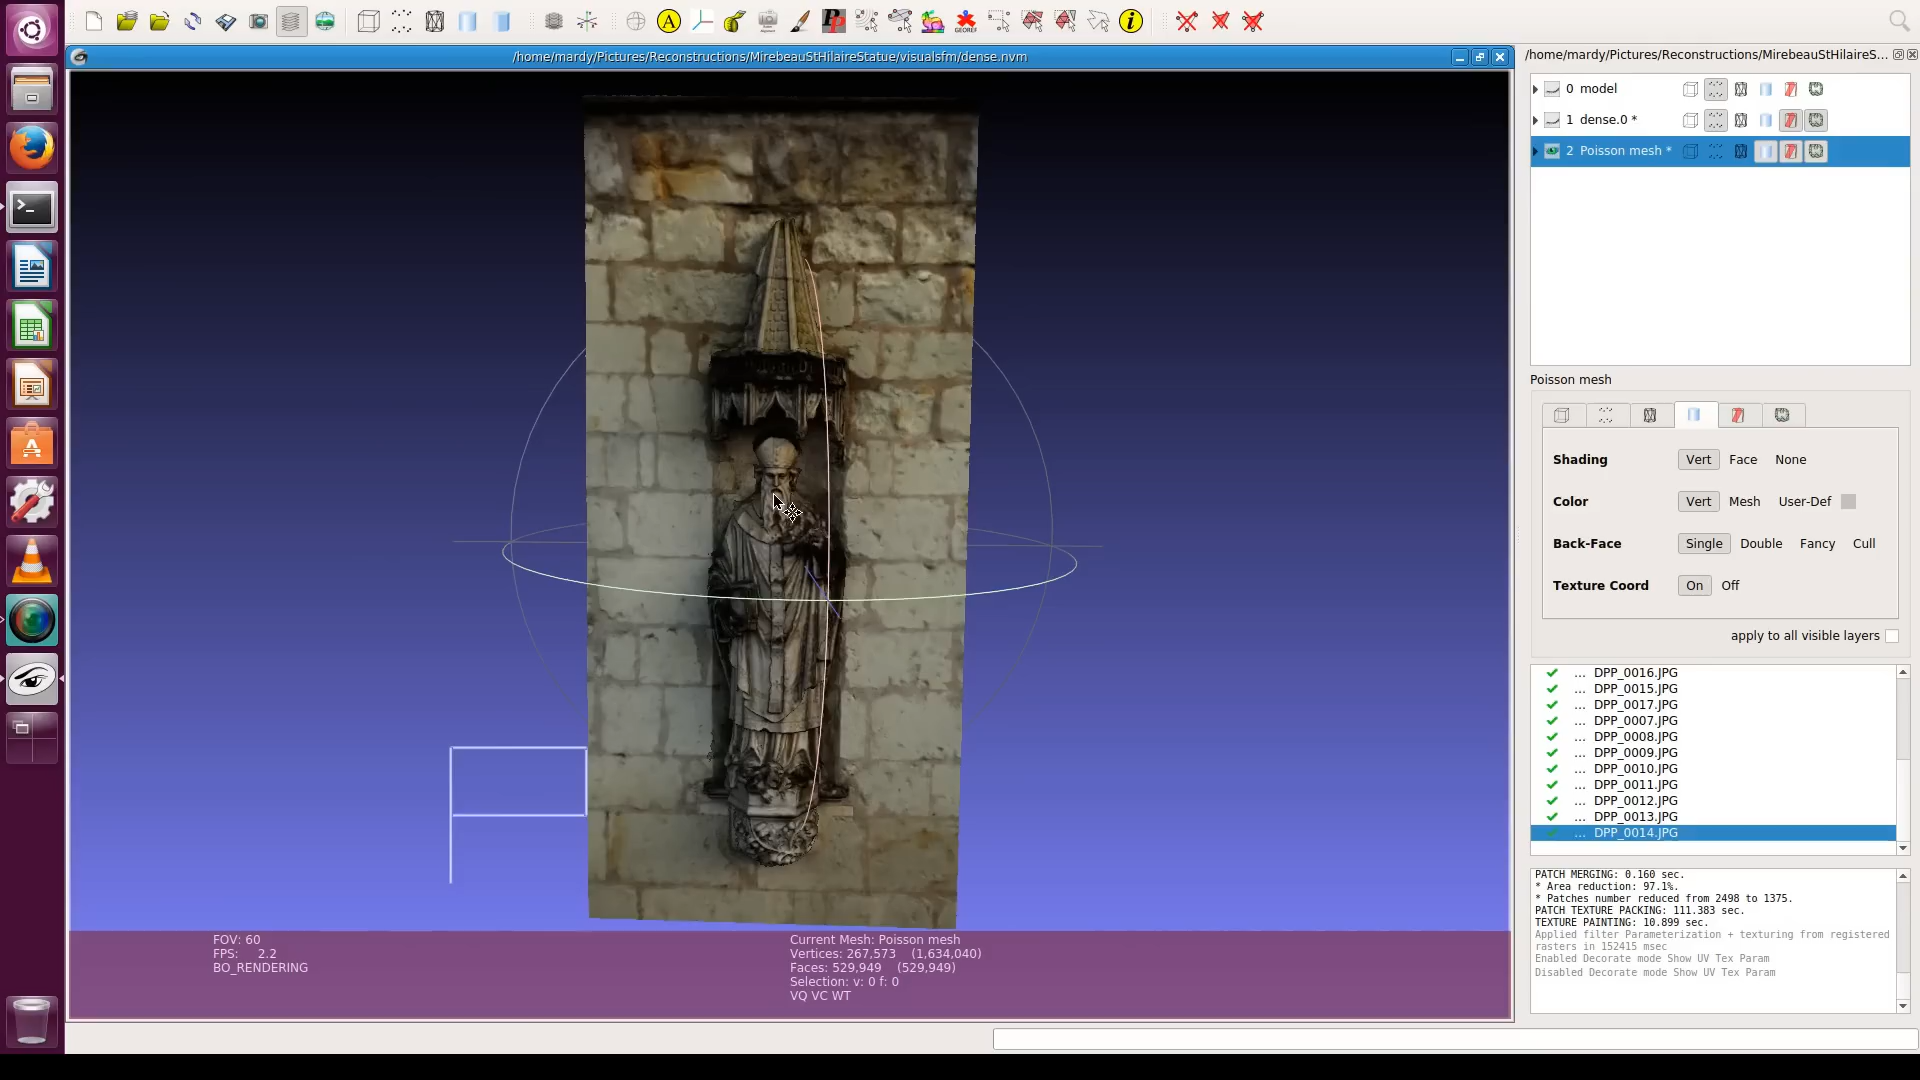 /home/mardy/Pictures/Reconstructions/MirebeauStHilaireStatue/visualsfm/dense.nvm
FOV: 60
FPS: 2.2
BO_RENDERING
Current Mesh: Poisson mesh
Vertices: 267,573 (1,634,040)
Faces: 529,949 (529,949)
Selection: v: 0 f: 0
VQ VC WT
/home/mardy/Pictures/Reconstructions/MirebeauStHilaireS...
0 model
1 dense.0 *
2 Poisson mesh *
Poisson mesh
Shading Vert Face None
Color Vert Mesh User-Def
Back-Face Single Double Fancy Cull
Texture Coord On Off
apply to all visible layers
... DPP_0016.JPG
... DPP_0015.JPG
... DPP_0017.JPG
... DPP_0007.JPG
... DPP_0008.JPG
... DPP_0009.JPG
... DPP_0010.JPG
... DPP_0011.JPG
... DPP_0012.JPG
... DPP_0013.JPG
... DPP_0014.JPG
PATCH MERGING: 0.160 sec.
* Area reduction: 97.1%.
* Patches number reduced from 2498 to 1375.
PATCH TEXTURE PACKING: 111.383 sec.
TEXTURE PAINTING: 10.899 sec.
Applied filter Parameterization + texturing from registered
rasters in 152415 msec
Enabled Decorate mode Show UV Tex Param
Disabled Decorate mode Show UV Tex Param
A
PP
GEOREF
i